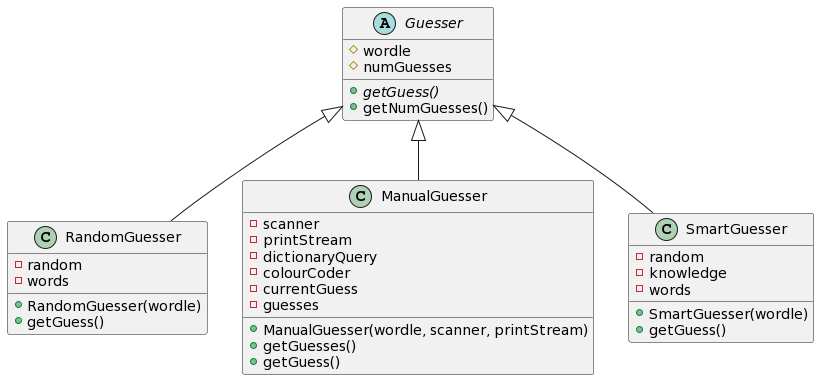 A Guesser
wordle
numGuesses
getGuess()
getNumGuesses()
C RandomGuesser
random
words
RandomGuesser(wordle)
getGuess()
C ManualGuesser
scanner
printStream
dictionaryQuery
colourCoder
currentGuess
guesses
ManualGuesser(wordle, scanner, printStream)
getGuesses()
getGuess()
C SmartGuesser
random
knowledge
words
SmartGuesser(wordle)
getGuess()